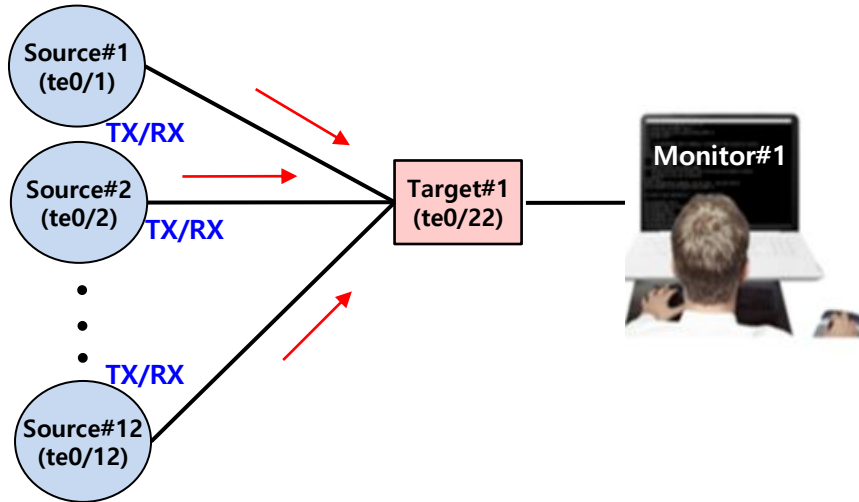 Source#1
(te0/1)
TX/RX
Source#2
(te0/2)
TX/RX
TX/RX
Source#12
(te0/12)
Target#1
(te0/22)
Monitor#1